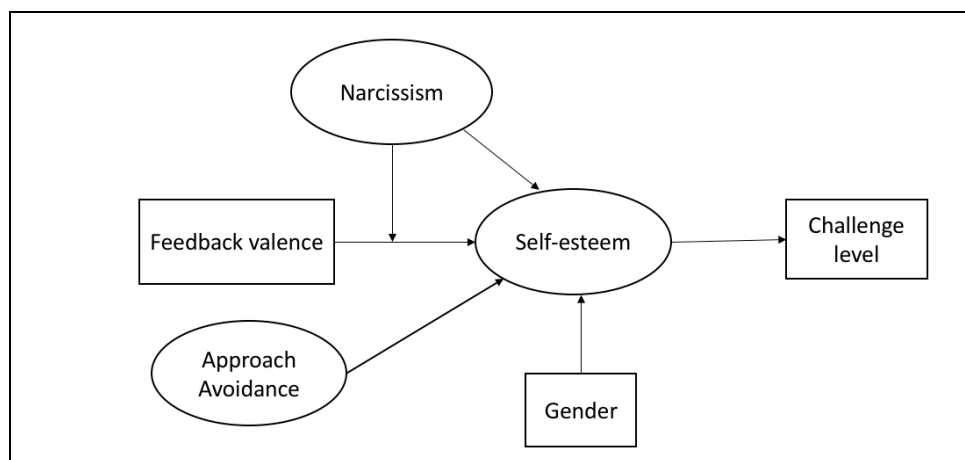 Narcissism
Feedback valence
Self-esteem
Challenge
level
Approach
Avoidance
Gender